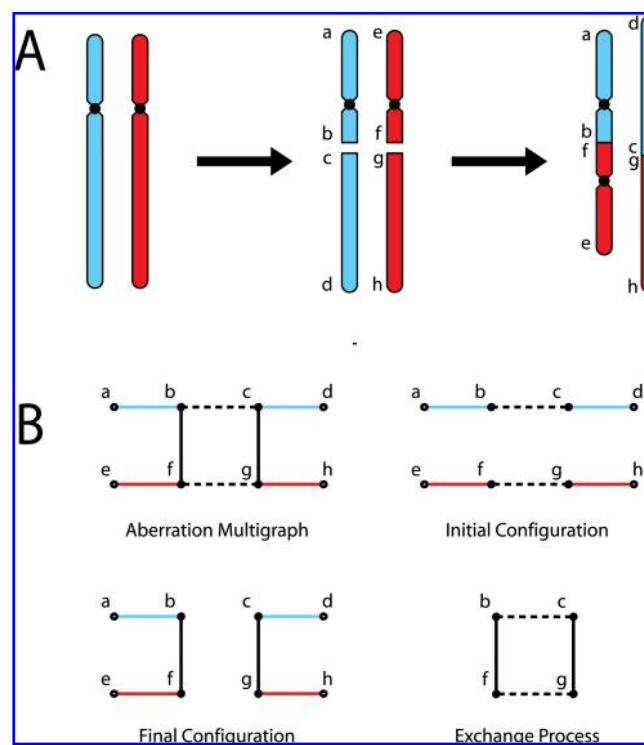 A
a e d
a
b f b
c g f c
g
e
d h h
-
B
a b c d a b c d
e f g h e f g h
Aberration Multigraph Initial Configuration
a b c d b c
e f g h f g
Final Configuration Exchange Process